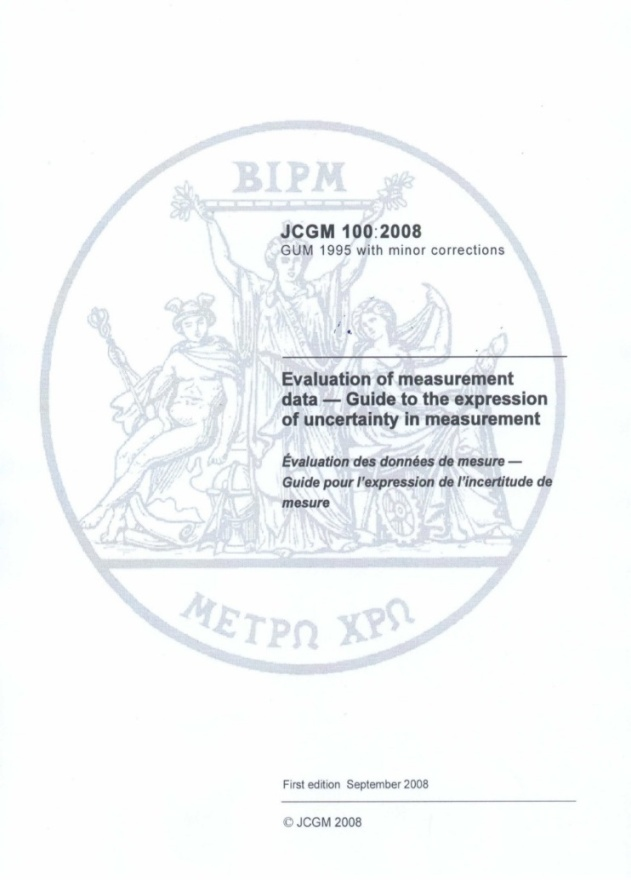 BIPM
JCGM 100:2008
GUM 1995 with minor corrections
Evaluation of measurement
data — Guide to the expression
of uncertainty in measurement
Évaluation des données de mesure —
Guide pour l'expression de l'incertitude de
mesure
ΜΕΤΡΩ ΧΡΩ
First edition September 2008
© JCGM 2008